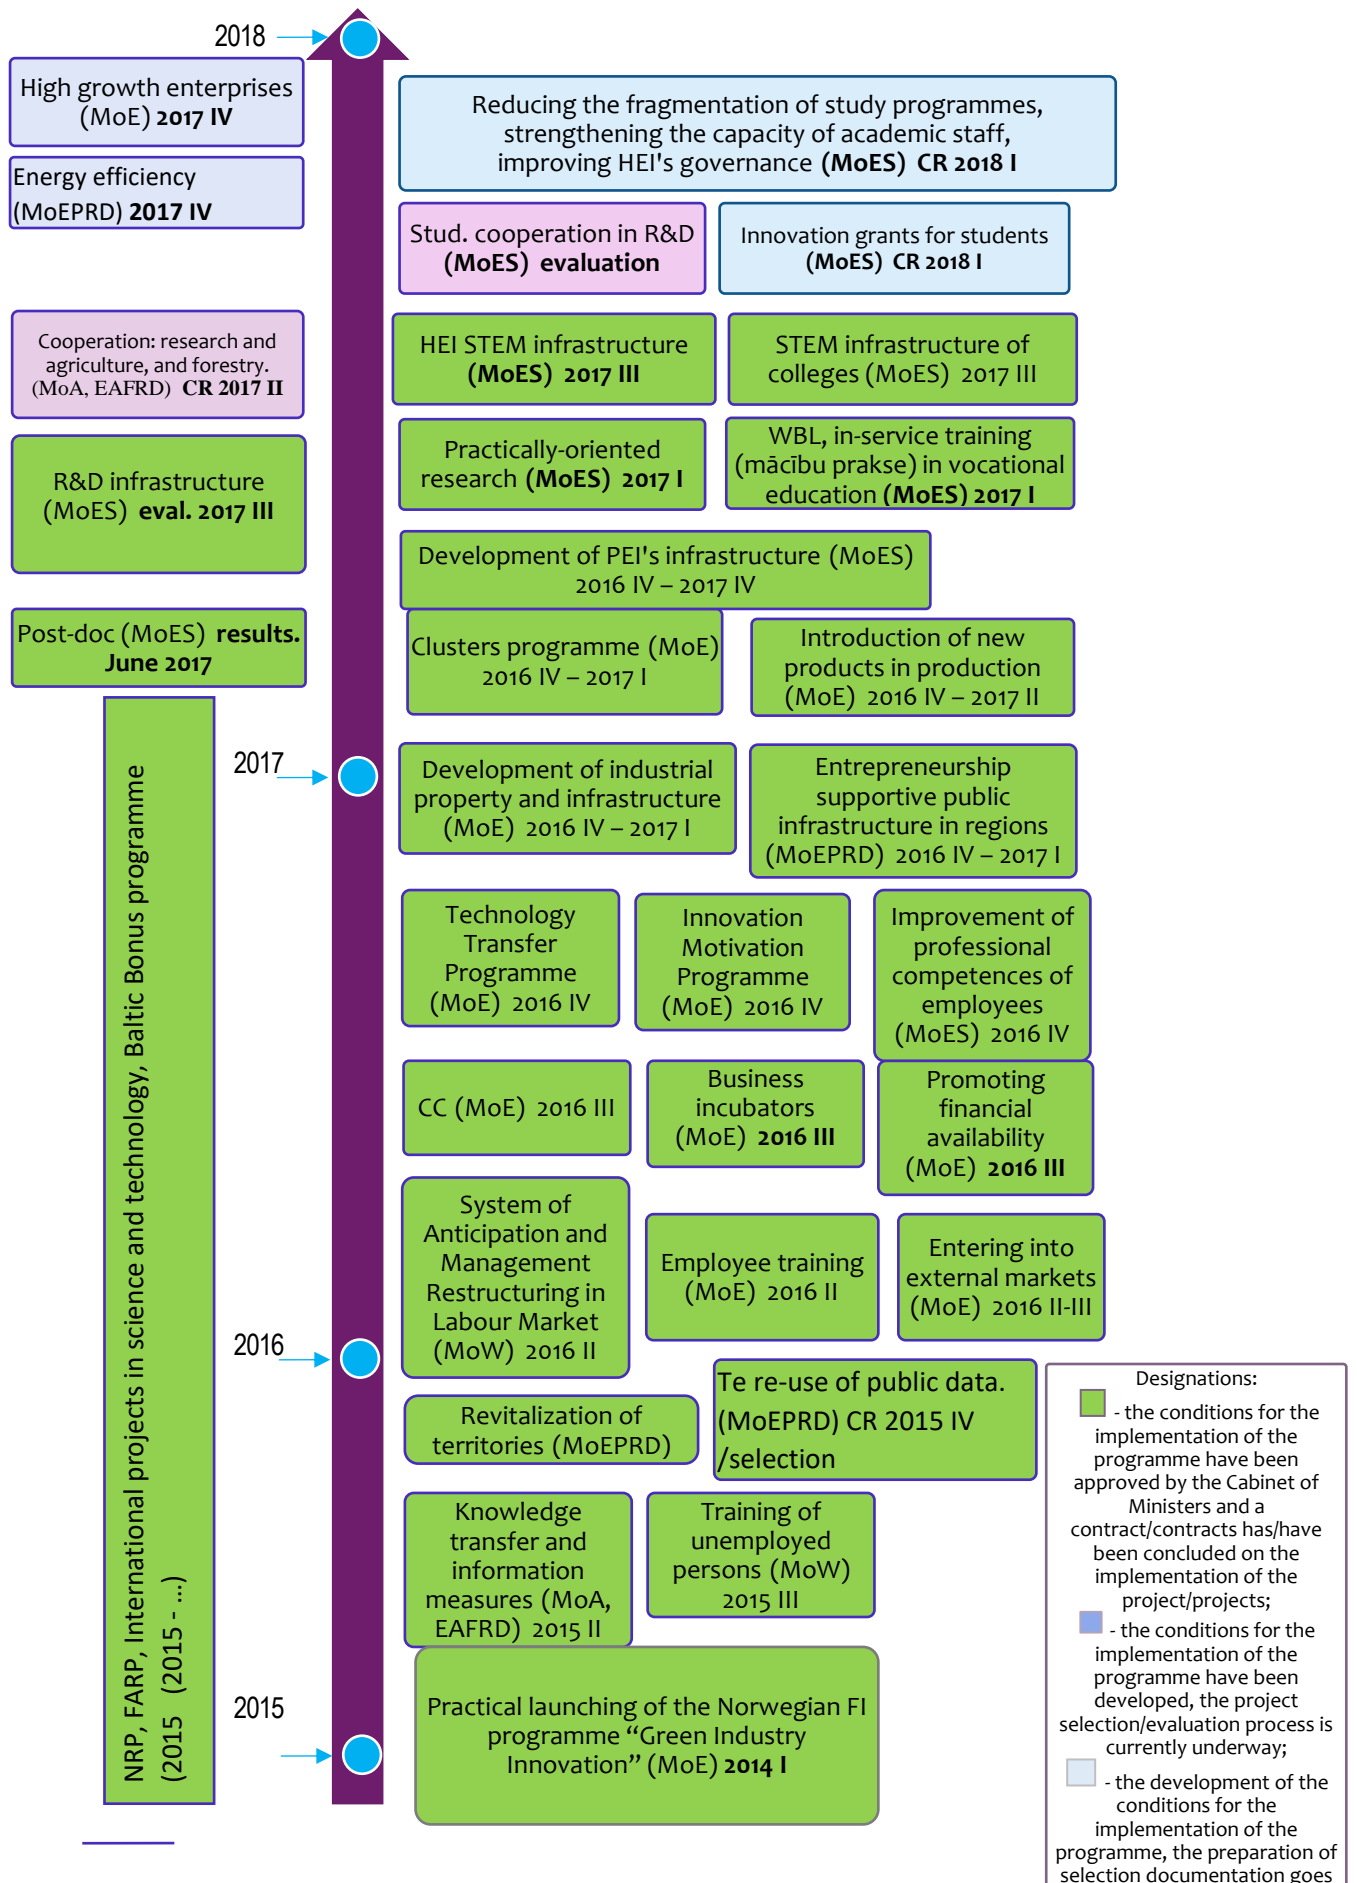 2018
High growth enterprises
(MoE) 2017 IV
Reducing the fragmentation of study programmes,
strengthening the capacity of academic staff,
improving HEI's governance (MoES) CR 2018 I
Energy efficiency
(MoEPRD) 2017 IV
Stud. cooperation in R&D
(MoES) evaluation
Innovation grants for students
(MoES) CR 2018 I
Cooperation: research and
agriculture, and forestry.
(MoA, EAFRD) CR 2017 II
HEI STEM infrastructure
(MoES) 2017 III
STEM infrastructure of
colleges (MoES) 2017 III
R&D infrastructure
(MoES) eval. 2017 III
Practically-oriented
research (MoES) 2017 I
WBL, in-service training
(mācību prakse) in vocational
education (MoES) 2017 I
Development of PEI's infrastructure (MoES)
2016 IV – 2017 IV
Post-doc (MoES) results.
June 2017
Clusters programme (MoE)
2016 IV – 2017 I
Introduction of new
products in production
(MoE) 2016 IV – 2017 II
2017
Development of industrial
property and infrastructure
(MoE) 2016 IV – 2017 I
Entrepreneurship
supportive public
infrastructure in regions
(MoEPRD) 2016 IV – 2017 I
NRP, FARP, International projects in science and technology, Baltic Bonus programme
(2015 (2015 - ...)
Technology
Transfer
Programme
(MoE) 2016 IV
Innovation
Motivation
Programme
(MoE) 2016 IV
Improvement of
professional
competences of
employees
(MoES) 2016 IV
CC (MoE) 2016 III
Business
incubators
(MoE) 2016 III
Promoting
financial
availability
(MoE) 2016 III
System of
Anticipation and
Management
Restructuring in
Labour Market
(MoW) 2016 II
Employee training
(MoE) 2016 II
Entering into
external markets
(MoE) 2016 II-III
2016
Revitalization of
territories (MoEPRD)
Te re-use of public data.
(MoEPRD) CR 2015 IV
/selection
Knowledge
transfer and
information
measures (MoA,
EAFRD) 2015 II
Training of
unemployed
persons (MoW)
2015 III
2015
Practical launching of the Norwegian FI
programme “Green Industry
Innovation” (MoE) 2014 I
Designations:
- the conditions for the
implementation of the
programme have been
approved by the Cabinet of
Ministers and a
contract/contracts has/have
been concluded on the
implementation of the
project/projects;
- the conditions for the
implementation of the
programme have been
developed, the project
selection/evaluation process is
currently underway;
- the development of the
conditions for the
implementation of the
programme, the preparation of
selection documentation goes